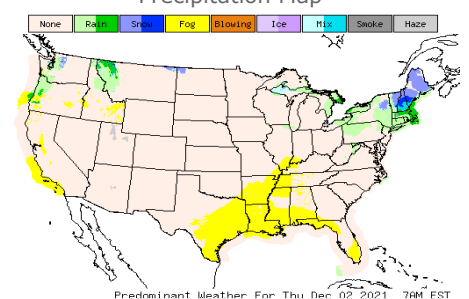 Precipitation Map
None Rain Snow Fog Blowing Ice Mix Smoke Haze
Predominant Weather For Thu Dec 02 2021 7AM EST